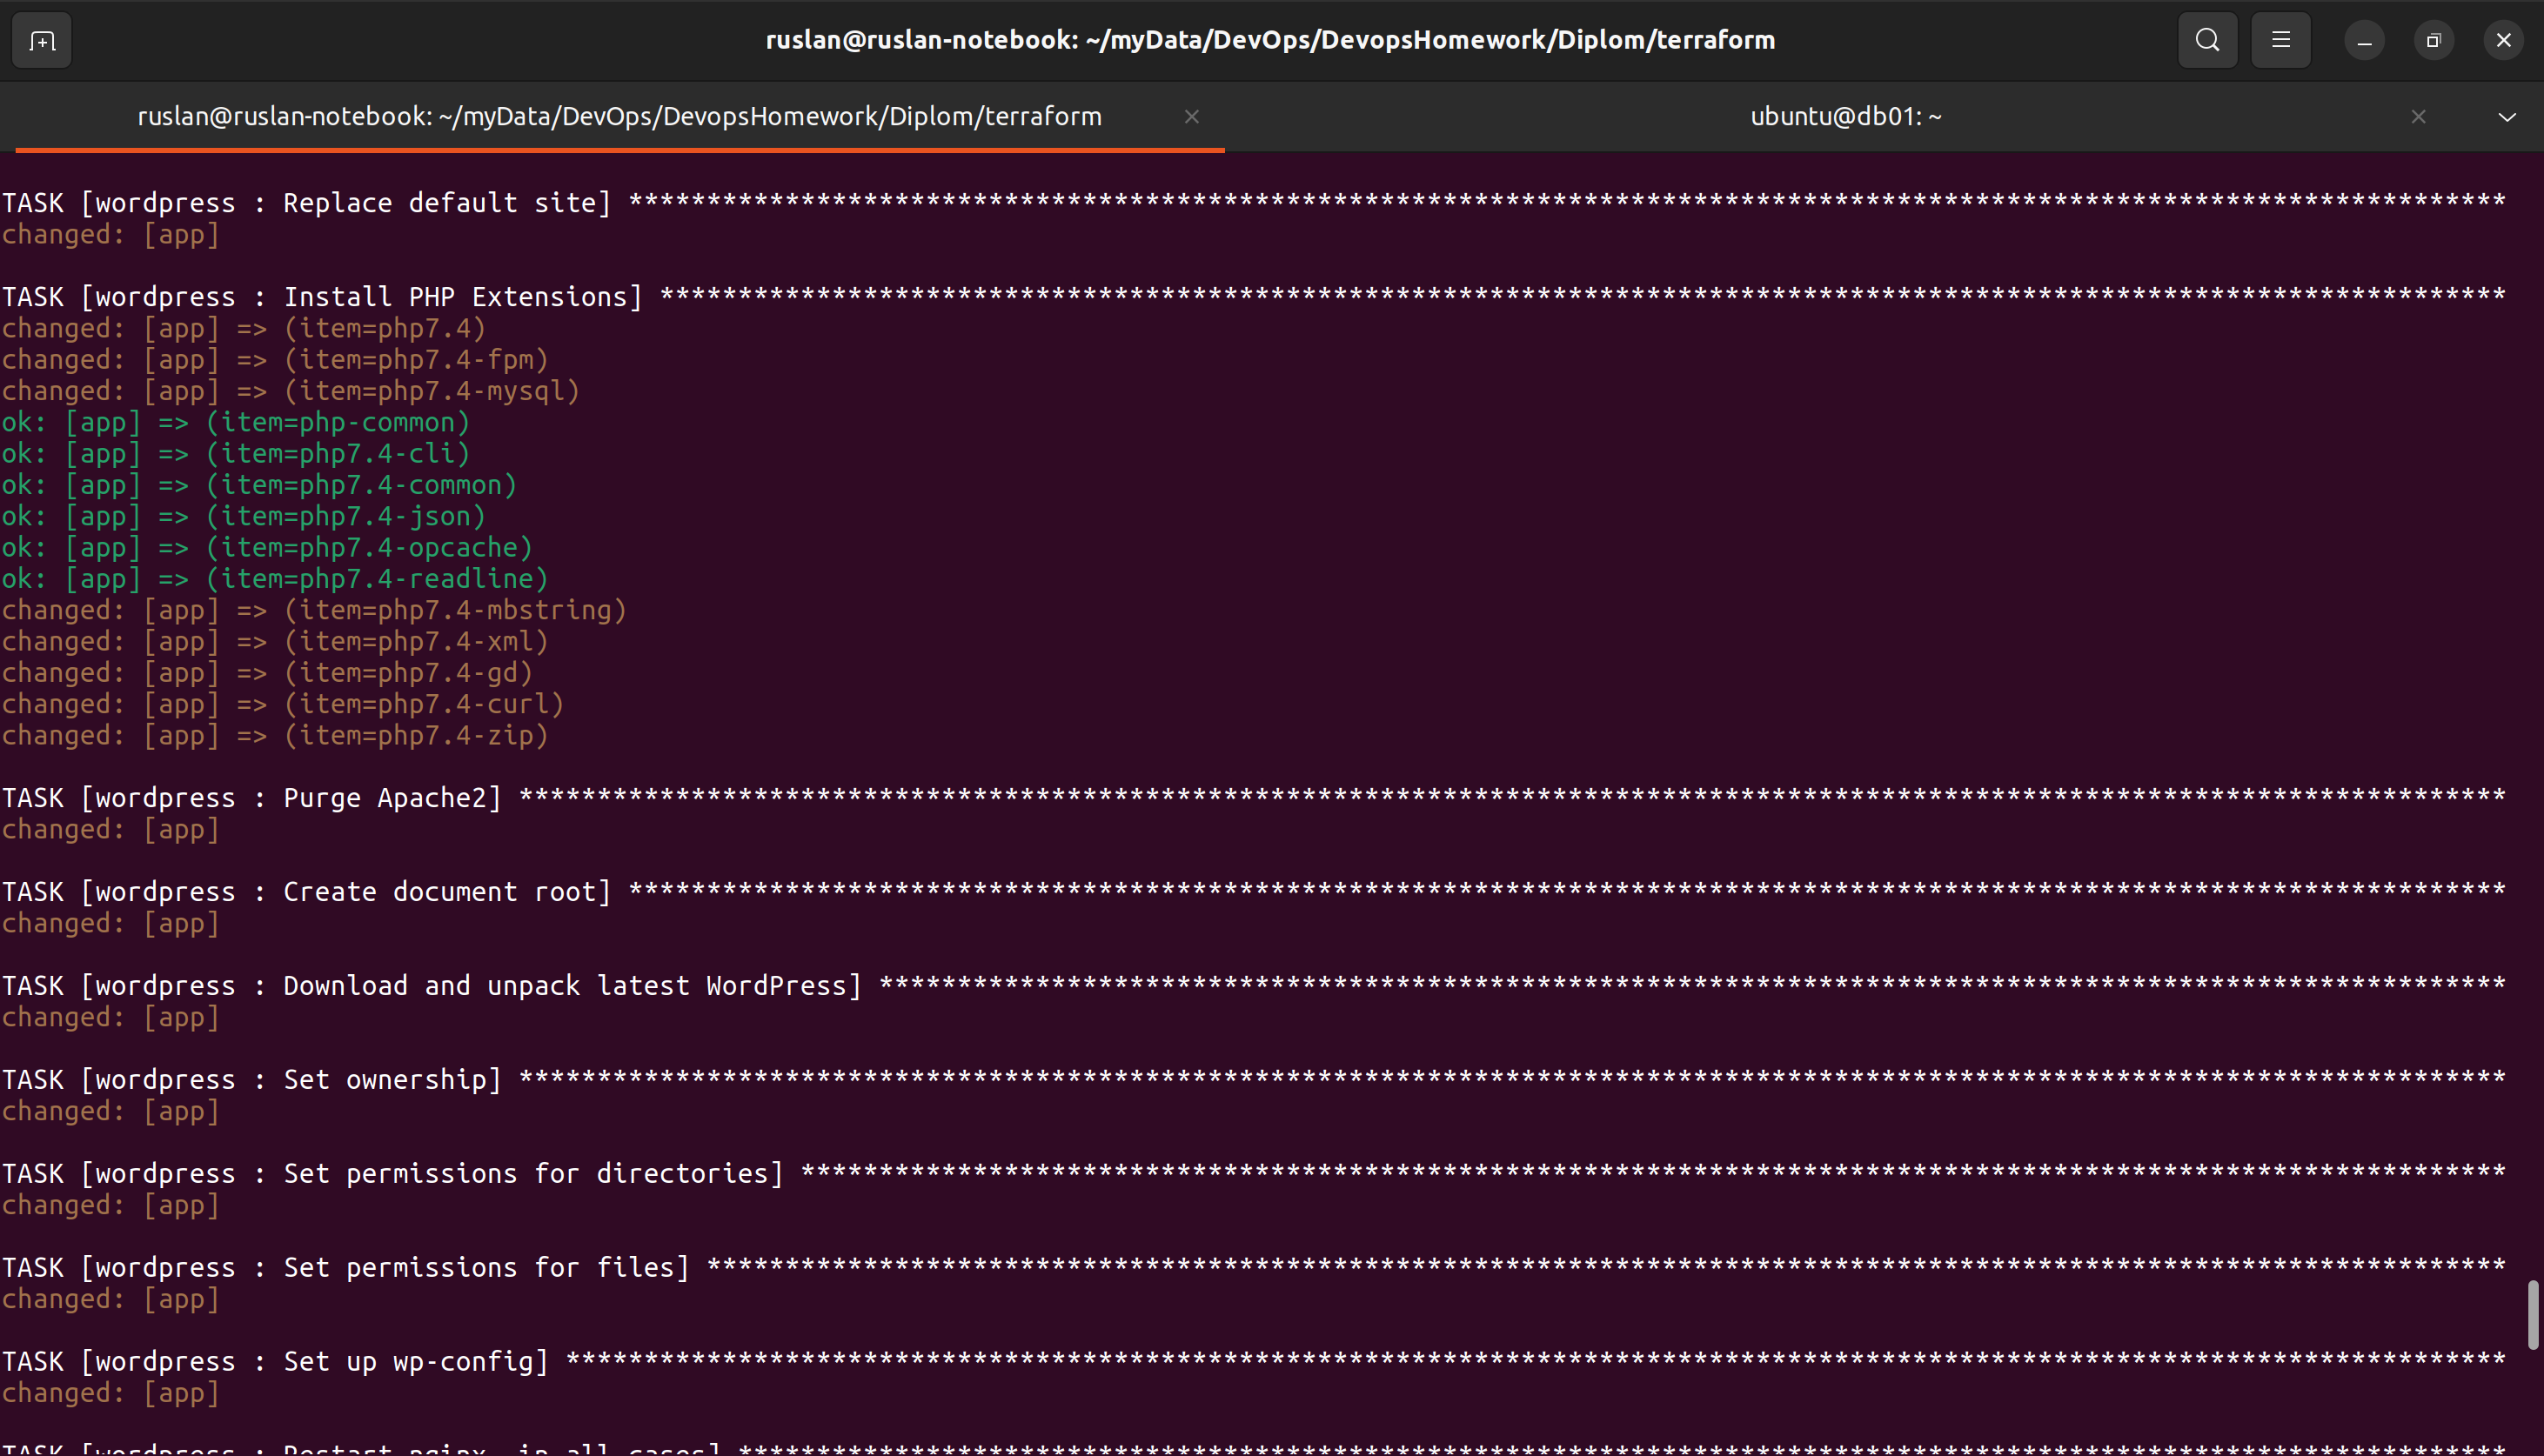 ruslan@ruslan-notebook: ~/myData/DevOps/DevopsHomework/Diplom/terraform
ruslan@ruslan-notebook: ~/myData/DevOps/DevopsHomework/Diplom/terraform
ubuntu@db01: ~
TASK [wordpress : Replace default site] ************************************************************************************************************************
changed: [app]
TASK [wordpress : Install PHP Extensions] **********************************************************************************************************************
changed: [app] => (item=php7.4)
changed: [app] => (item=php7.4-fpm)
changed: [app] => (item=php7.4-mysql)
ok: [app] => (item=php-common)
ok: [app] => (item=php7.4-cli)
ok: [app] => (item=php7.4-common)
ok: [app] => (item=php7.4-json)
ok: [app] => (item=php7.4-opcache)
ok: [app] => (item=php7.4-readline)
changed: [app] => (item=php7.4-mbstring)
changed: [app] => (item=php7.4-xml)
changed: [app] => (item=php7.4-gd)
changed: [app] => (item=php7.4-curl)
changed: [app] => (item=php7.4-zip)
TASK [wordpress : Purge Apache2] *******************************************************************************************************************************
changed: [app]
TASK [wordpress : Create document root] ************************************************************************************************************************
changed: [app]
TASK [wordpress : Download and unpack latest WordPress] ********************************************************************************************************
changed: [app]
TASK [wordpress : Set ownership] *******************************************************************************************************************************
changed: [app]
TASK [wordpress : Set permissions for directories] *************************************************************************************************************
changed: [app]
TASK [wordpress : Set permissions for files] *******************************************************************************************************************
changed: [app]
TASK [wordpress : Set up wp-config] ****************************************************************************************************************************
changed: [app]
TASK [wordpress : Restart nginx, in all cases] *****************************************************************************************************************